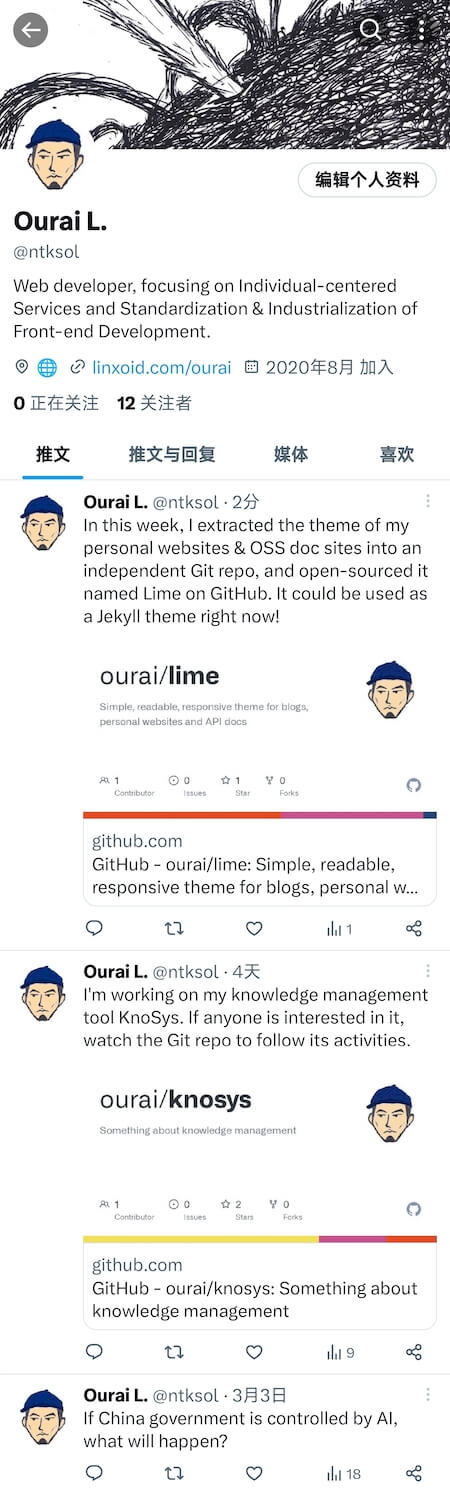 编辑个人资料
Ourai L.
@ntksol
Web developer, focusing on Individual-centered
Services and Standardization & Industrialization of
Front-end Development.
linxoid.com/ourai 2020年8月 加入
0 正在关注 12 关注者
推文 推文与回复 媒体 喜欢
Ourai L. @ntksol · 2分
In this week, I extracted the theme of my
personal websites & OSS doc sites into an
independent Git repo, and open-sourced it
named Lime on GitHub. It could be used as
a Jekyll theme right now!
ourai/lime
Simple, readable, responsive theme for blogs,
personal websites and API docs
1 0 1 0
Contributor Issues Star Forks
github.com
GitHub - ourai/lime: Simple, readable,
responsive theme for blogs, personal w...
1
Ourai L. @ntksol · 4天
I'm working on my knowledge management
tool KnoSys. If anyone is interested in it,
watch the Git repo to follow its activities.
ourai/knosys
Something about knowledge management
1 0 2 0
Contributor Issues Stars Forks
github.com
GitHub - ourai/knosys: Something about
knowledge management
9
Ourai L. @ntksol · 3月3日
If China government is controlled by AI,
what will happen?
18